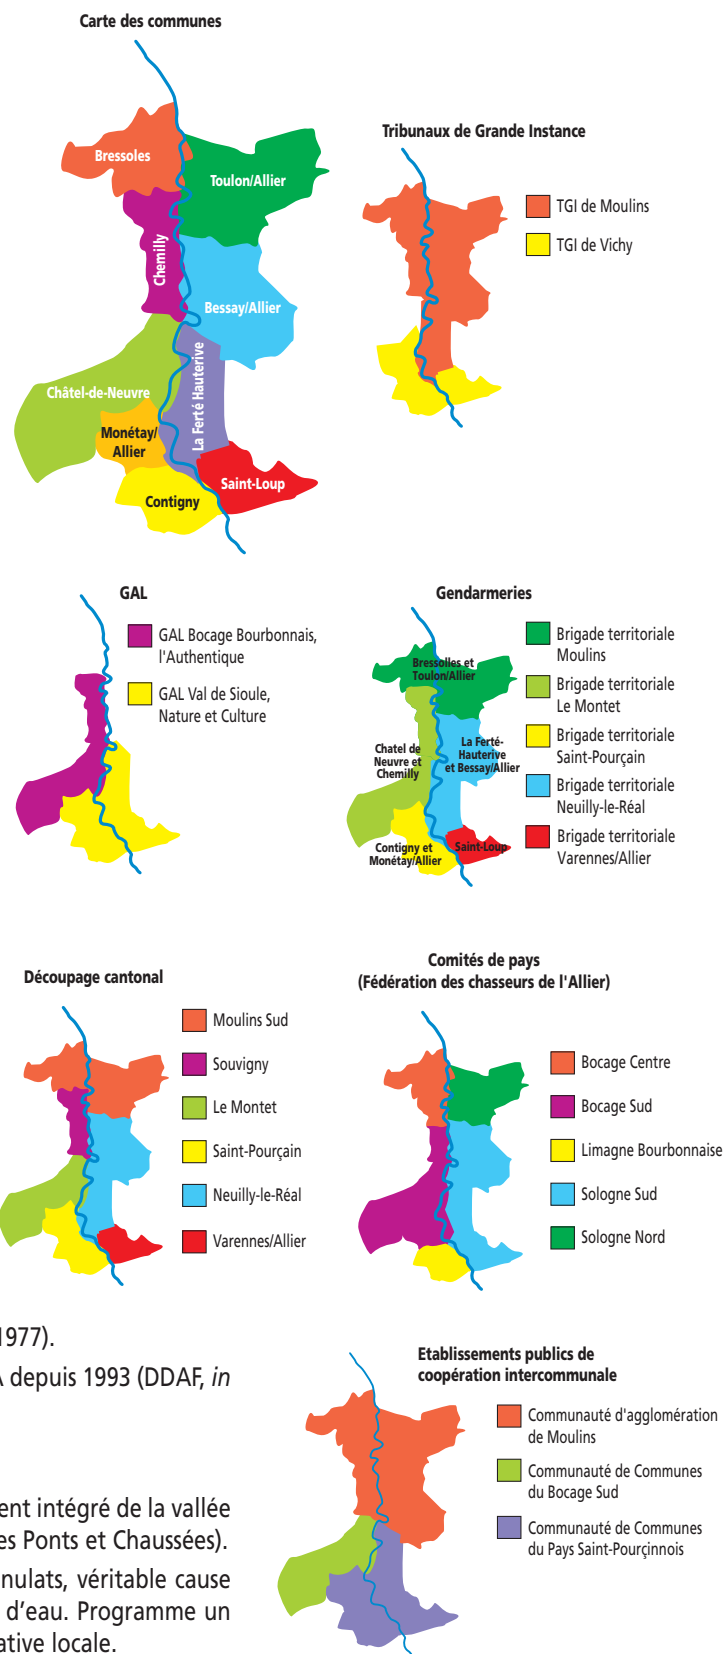 Carte des communes
Bressoles
Toulon/Allier
Chemilly
Bessay/Allier
La Ferté Hauterive
Châtel-de-Neuvre
Monétay/
Allier
Saint-Loup
Contigny
Tribunaux de Grande Instance
TGI de Moulins
TGI de Vichy
GAL
GAL Bocage Bourbonnais,
l'Authentique
GAL Val de Sioule,
Nature et Culture
Gendarmeries
Bressolles et
Toulon/Allier
La Ferté-
Hauterive
et Bessay/Allier
Chatel de
Neuvre et
Chemilly
Contigny et
Monétay/Allier
Saint-Loup
Brigade territoriale
Moulins
Brigade territoriale
Le Montet
Brigade territoriale
Saint-Pourçain
Brigade territoriale
Neuilly-le-Réal
Brigade territoriale
Varennes/Allier
Découpage cantonal
Moulins Sud
Souvigny
Le Montet
Saint-Pourçain
Neuilly-le-Réal
Varennes/Allier
Comités de pays
(Fédération des chasseurs de l'Allier)
Bocage Centre
Bocage Sud
Limagne Bourbonnaise
Sologne Sud
Sologne Nord
1977).
A depuis 1993 (DDAF, in
ent intégré de la vallée
es Ponts et Chaussées).
nulats, véritable cause
d'eau. Programme un
ative locale.
Etablissements publics de
coopération intercommunale
Communauté d'agglomération
de Moulins
Communauté de Communes
du Bocage Sud
Communauté de Communes
du Pays Saint-Pourçinnois